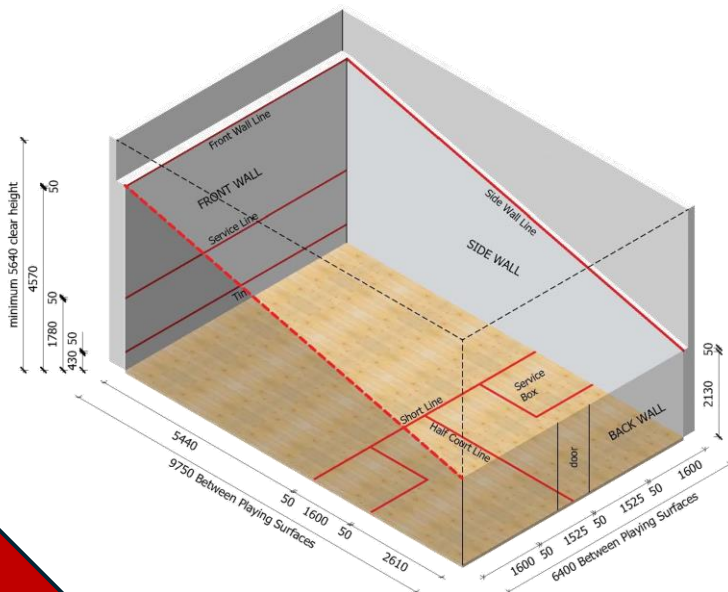 Front Wall Line
FRONT WALL
Service Line
Tin
Side Wall Line
SIDE WALL
minimum 5640 clear height
4570
50
1780
50
430 50
50
2130
Service
Box
Short Line
Half Court Line
door
BACK WALL
5440
50 1600 50
2610
9750 Between Playing Surfaces
1600 50 1525 50 1525 50 1600
6400 Between Playing Surfaces